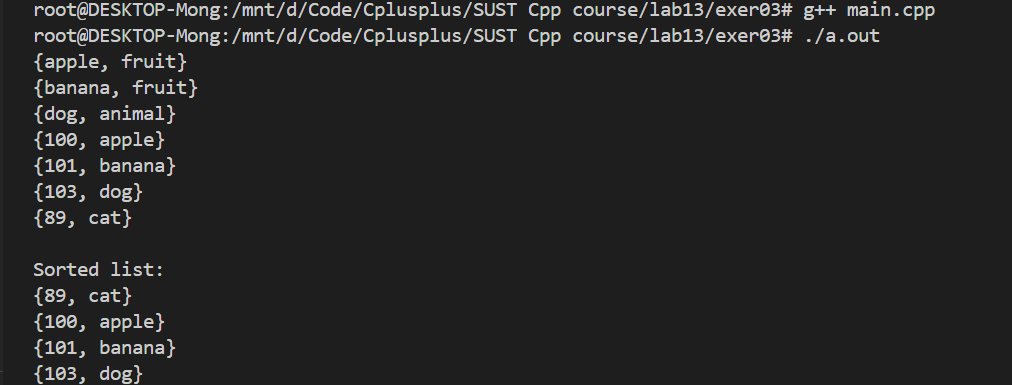 root@DESKTOP-Mong:/mnt/d/Code/Cplusplus/SUST Cpp course/lab13/exer03# g++ main.cpp
root@DESKTOP-Mong:/mnt/d/Code/Cplusplus/SUST Cpp course/lab13/exer03# ./a.out
{apple, fruit}
{banana, fruit}
{dog, animal}
{100, apple}
{101, banana}
{103, dog}
{89, cat}
Sorted list:
{89, cat}
{100, apple}
{101, banana}
{103, dog}